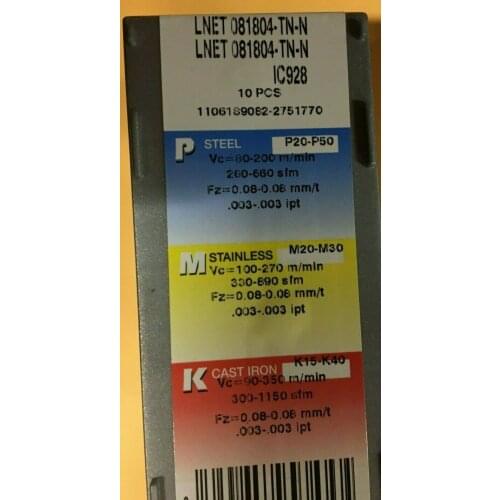 LNET 081804-TN-N
LNET 081804-TN-N
IC928
10 PCS
1106189082-2751770
P STEEL P20-P50
Vc=80-200 m/min
260-660 sfm
Fz=0.08-0.08 mm/t
.003-.003 ipt
M STAINLESS M20-M30
Vc=100-270 m/min
330-890 sfm
Fz=0.08-0.08 mm/t
.003-.003 ipt
K CAST IRON K15-K40
Vc=90-350 m/min
300-1150 sfm
Fz=0.08-0.08 mm/t
.003-.003 ipt